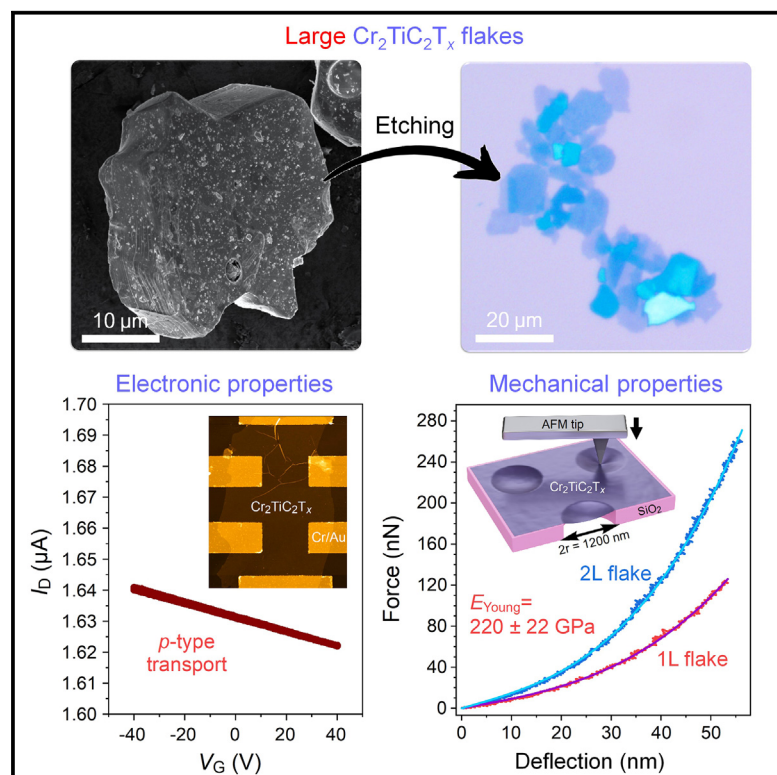 Large Cr₂TiC₂Tₓ flakes
Etching
10 µm
20 µm
Electronic properties
1.70
1.69
1.68
1.67
1.66
1.65
1.64
1.63
1.62
1.61
1.60
I_D (µA)
Cr₂TiC₂Tₓ
Cr/Au
p-type
transport
-40 -20 0 20 40
V_G (V)
Mechanical properties
280
240
200
160
120
80
40
0
Force (nN)
AFM tip
Cr₂TiC₂Tₓ
SiO₂
2r = 1200 nm
2L flake
E_Young=
220 ± 22 GPa
1L flake
0 10 20 30 40 50
Deflection (nm)